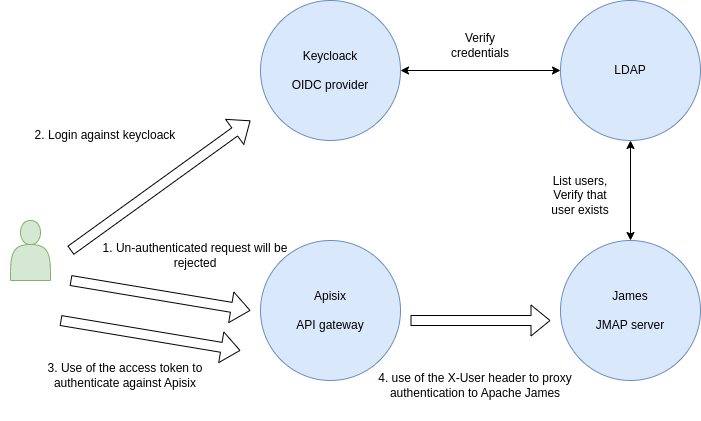 Keycloack
OIDC provider
Verify
credentials
LDAP
2. Login against keycloack
List users,
Verify that
user exists
1. Un-authenticated request will be
rejected
Apisix
API gateway
James
JMAP server
3. Use of the access token to
authenticate against Apisix
4. use of the X-User header to proxy
authentication to Apache James